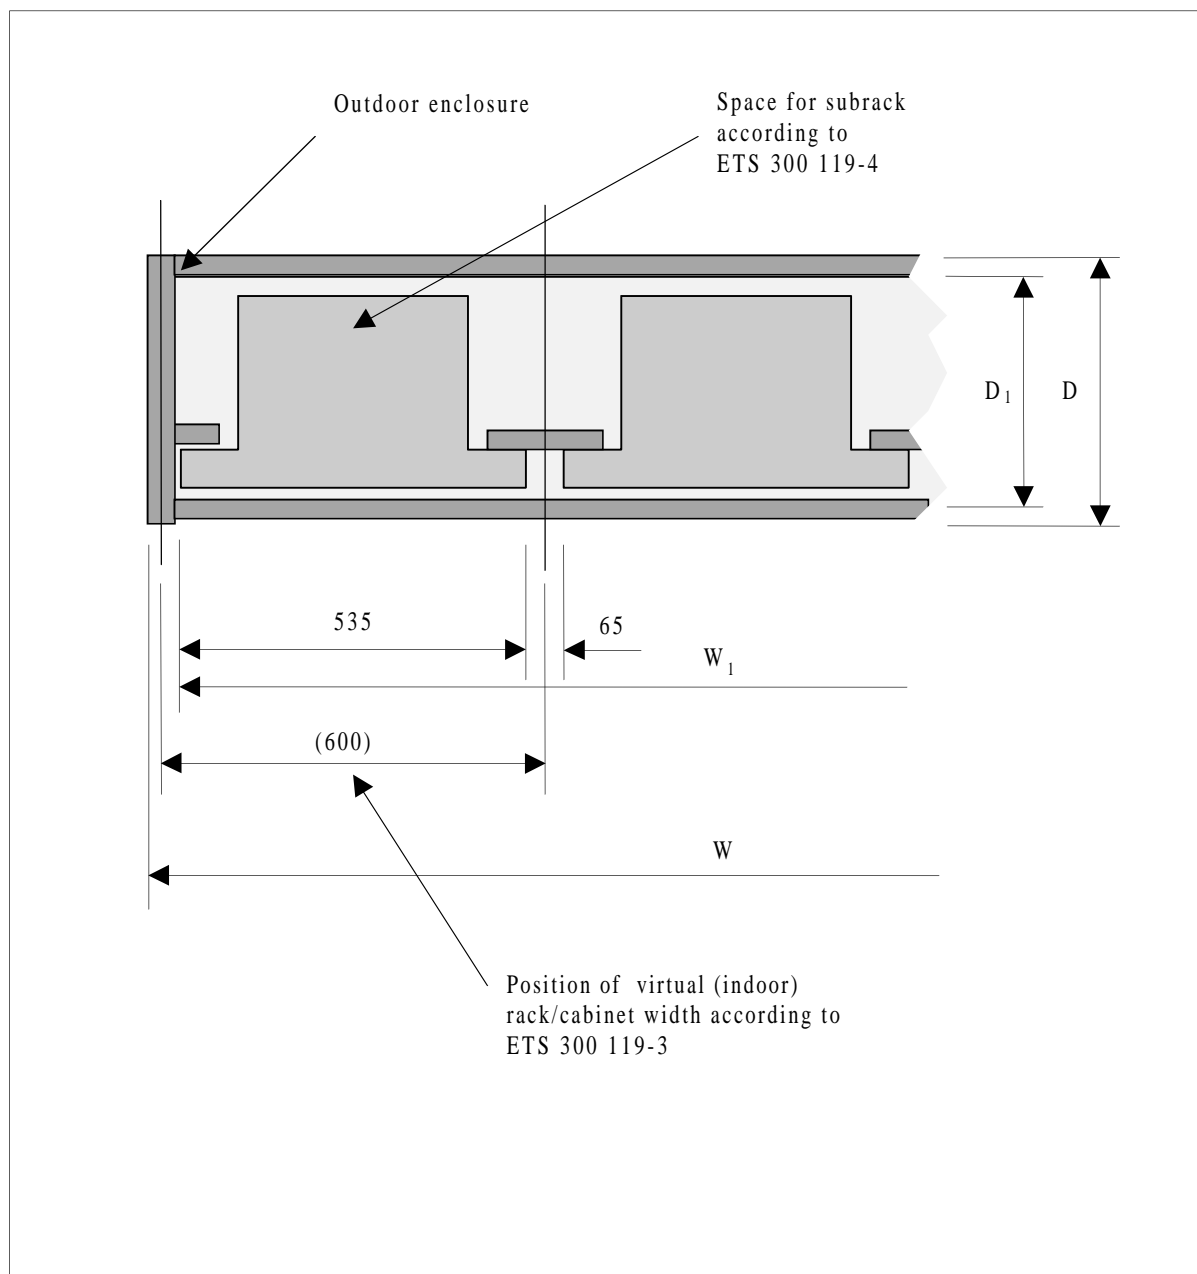 Outdoor enclosure
Space for subrack
according to
ETS 300 119-4
D1
D
535
65
W1
(600)
W
Position of virtual (indoor)
rack/cabinet width according to
ETS 300 119-3